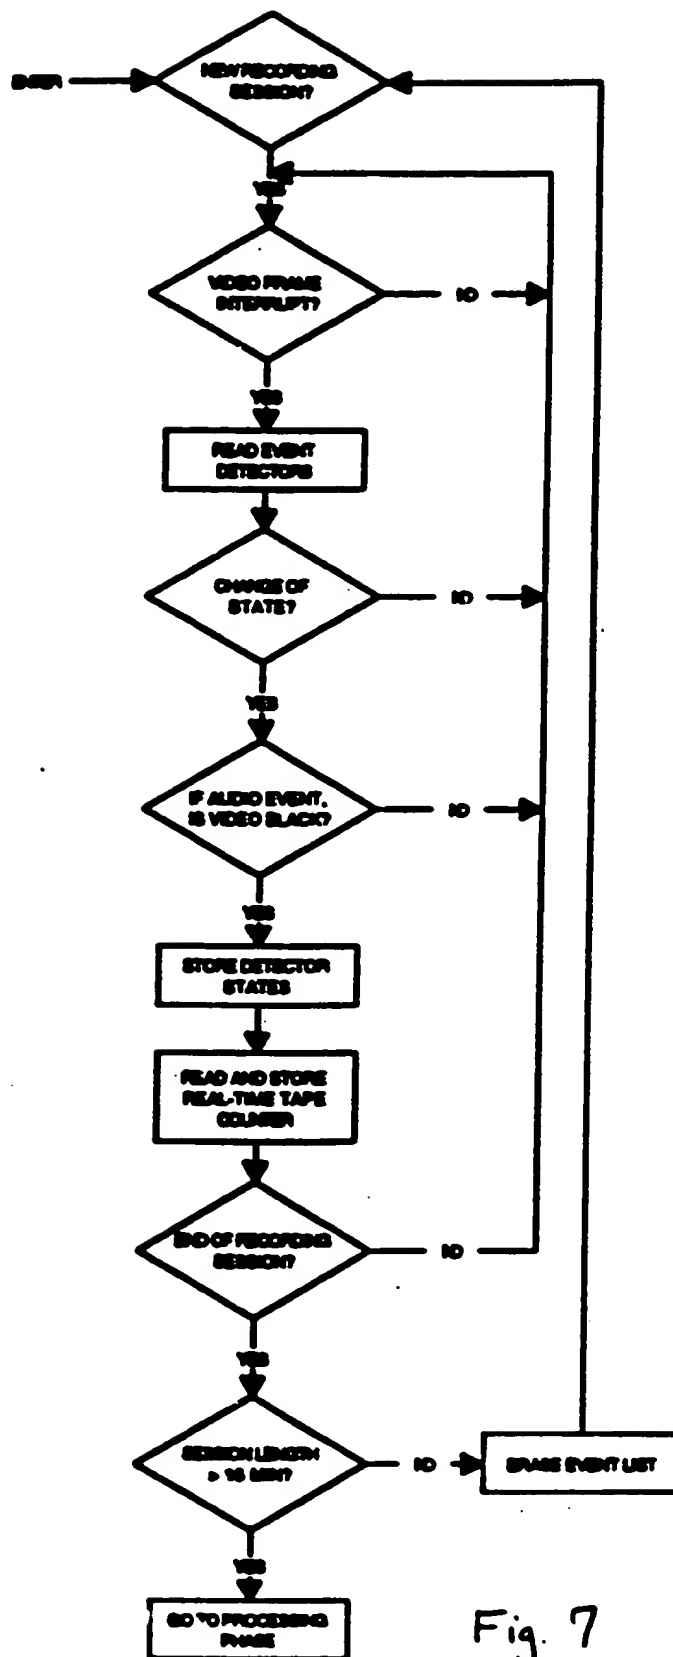 ENTER
NEW RECORDING
SESSION?
YES
VIDEO FRAME
INTERRUPT?
NO
YES
READ EVENT
DETECTORS
CHANGE OF
STATE?
NO
YES
IF AUDIO EVENT,
IS VIDEO BLACK?
NO
YES
STORE DETECTOR
STATES
READ AND STORE
REAL-TIME TAPE
COUNTER
END OF RECORDING
SESSION?
NO
YES
SESSION LENGTH
> MIN?
NO
ERASE EVENT LIST
YES
GO TO PROCESSING
PHASE
Fig. 7